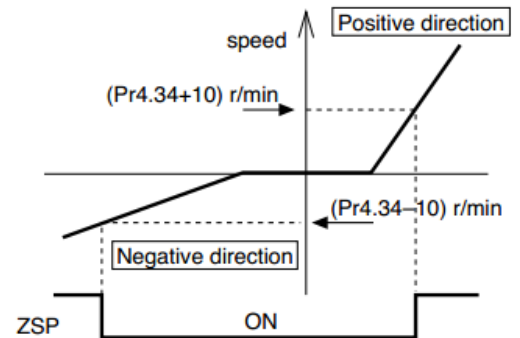 speed
Positive direction
(Pr4.34+10) r/min
(Pr4.34–10) r/min
Negative direction
ZSP
ON